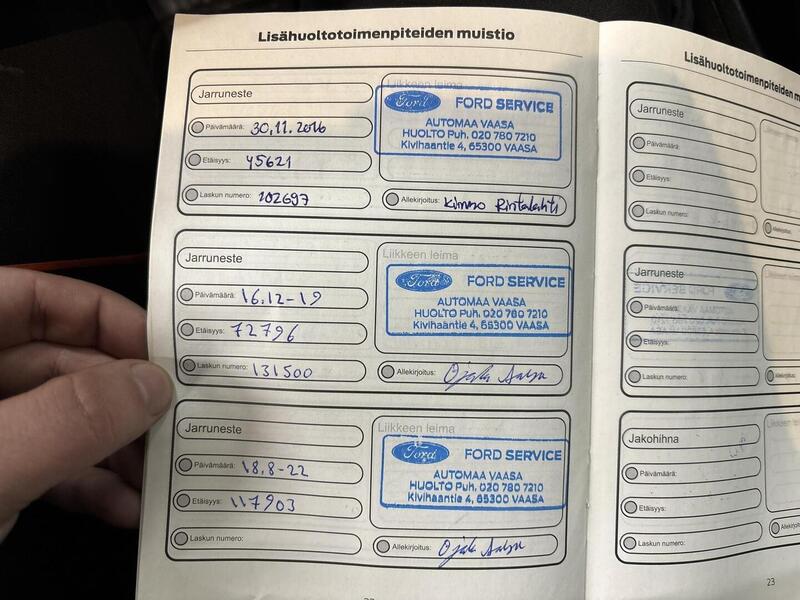 Lisähuoltotoimenpiteiden muistio
Jarruneste
Päivämäärä: 30.11.2016
Etäisyys: 45621
Laskun numero: 102697
Liikkeen leima
Ford FORD SERVICE
AUTOMAA VAASA
HUOLTO Puh. 020 780 7210
Kivihaantie 4, 65300 VAASA
Allekirjoitus: Kimmo Rintalahti
Jarruneste
Päivämäärä: 16.12-19
Etäisyys: 72796
Laskun numero: 131500
Liikkeen leima
Ford FORD SERVICE
AUTOMAA VAASA
HUOLTO Puh. 020 780 7210
Kivihaantie 4, 65300 VAASA
Allekirjoitus:
Jarruneste
Päivämäärä: 18.8-22
Etäisyys: 117903
Laskun numero:
Liikkeen leima
Ford FORD SERVICE
AUTOMAA VAASA
HUOLTO Puh. 020 780 7210
Kivihaantie 4, 65300 VAASA
Allekirjoitus:
Lisähuoltotoimenpiteiden m
Jarruneste
Päivämäärä:
Etäisyys:
Laskun numero:
Jarruneste
Päivämäärä:
Etäisyys:
Laskun numero:
Jakohihna
Päivämäärä:
Etäisyys:
Laskun numero:
23